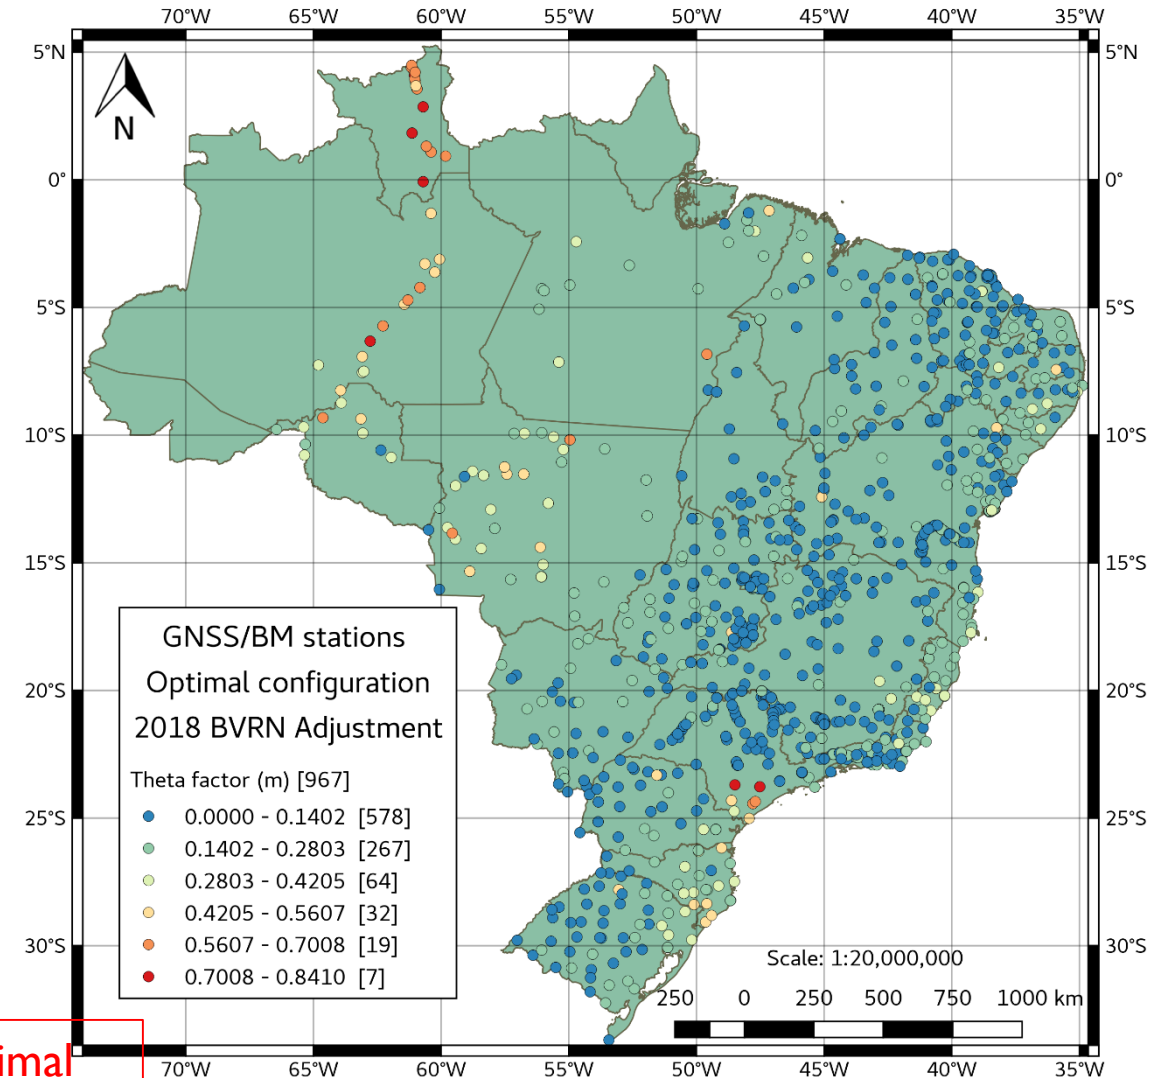 70°W 65°W 60°W 55°W 50°W 45°W 40°W 35°W
5°N 5°N
N
0° 0°
5°S 5°S
10°S 10°S
15°S 15°S
GNSS/BM stations
Optimal configuration
2018 BVRN Adjustment
20°S 20°S
Theta factor (m) [967]
0.0000 - 0.1402 [578]
25°S 25°S
0.1402 - 0.2803 [267]
0.2803 - 0.4205 [64]
0.4205 - 0.5607 [32]
0.5607 - 0.7008 [19]
30°S 30°S
0.7008 - 0.8410 [7]
Scale: 1:20,000,000
250 0 250 500 750 1000 km
imal
70°W 65°W 60°W 55°W 50°W 45°W 40°W 35°W